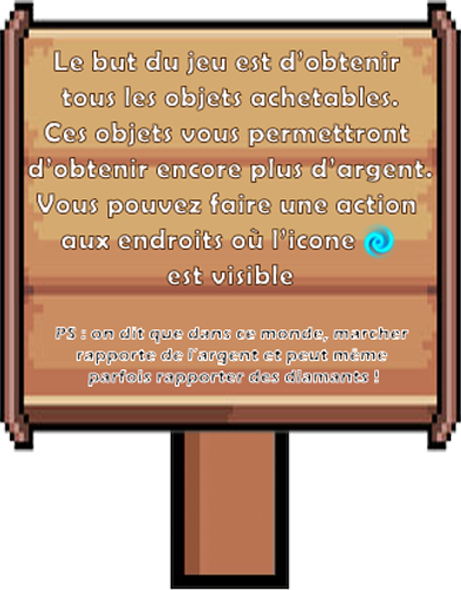 Le but du jeu est d'obtenir
tous les objets achetables.
Ces objets vous permettront
d'obtenir encore plus d'argent.
Vous pouvez faire une action
aux endroits où l'icone
est visible
PS : on dit que dans ce monde, marcher
rapporte de l'argent et peut même
parfois rapporter des diamants !